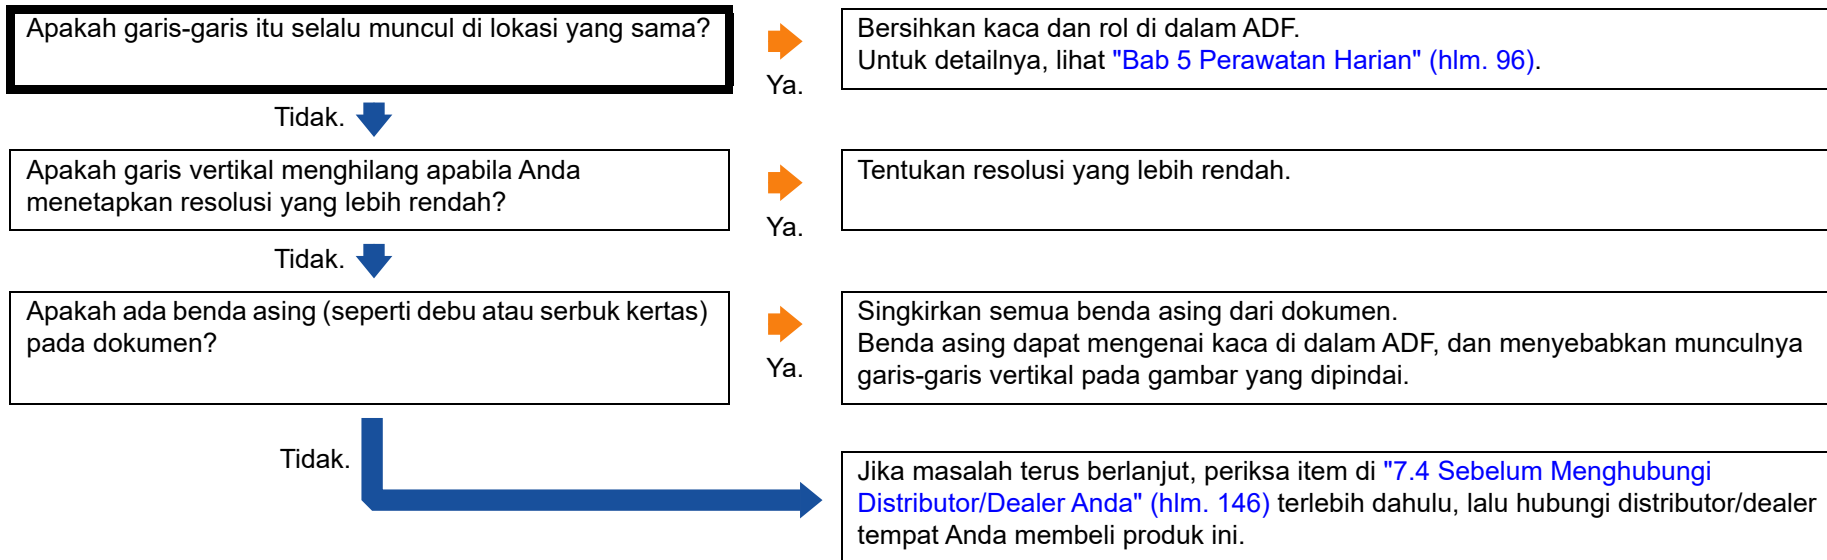 Apakah garis-garis itu selalu muncul di lokasi yang sama?
Ya.
Bersihkan kaca dan rol di dalam ADF.
Untuk detailnya, lihat "Bab 5 Perawatan Harian" (hlm. 96).
Tidak.
Apakah garis vertikal menghilang apabila Anda
menetapkan resolusi yang lebih rendah?
Ya.
Tentukan resolusi yang lebih rendah.
Tidak.
Apakah ada benda asing (seperti debu atau serbuk kertas)
pada dokumen?
Ya.
Singkirkan semua benda asing dari dokumen.
Benda asing dapat mengenai kaca di dalam ADF, dan menyebabkan munculnya
garis-garis vertikal pada gambar yang dipindai.
Tidak.
Jika masalah terus berlanjut, periksa item di "7.4 Sebelum Menghubungi
Distributor/Dealer Anda" (hlm. 146) terlebih dahulu, lalu hubungi distributor/dealer
tempat Anda membeli produk ini.